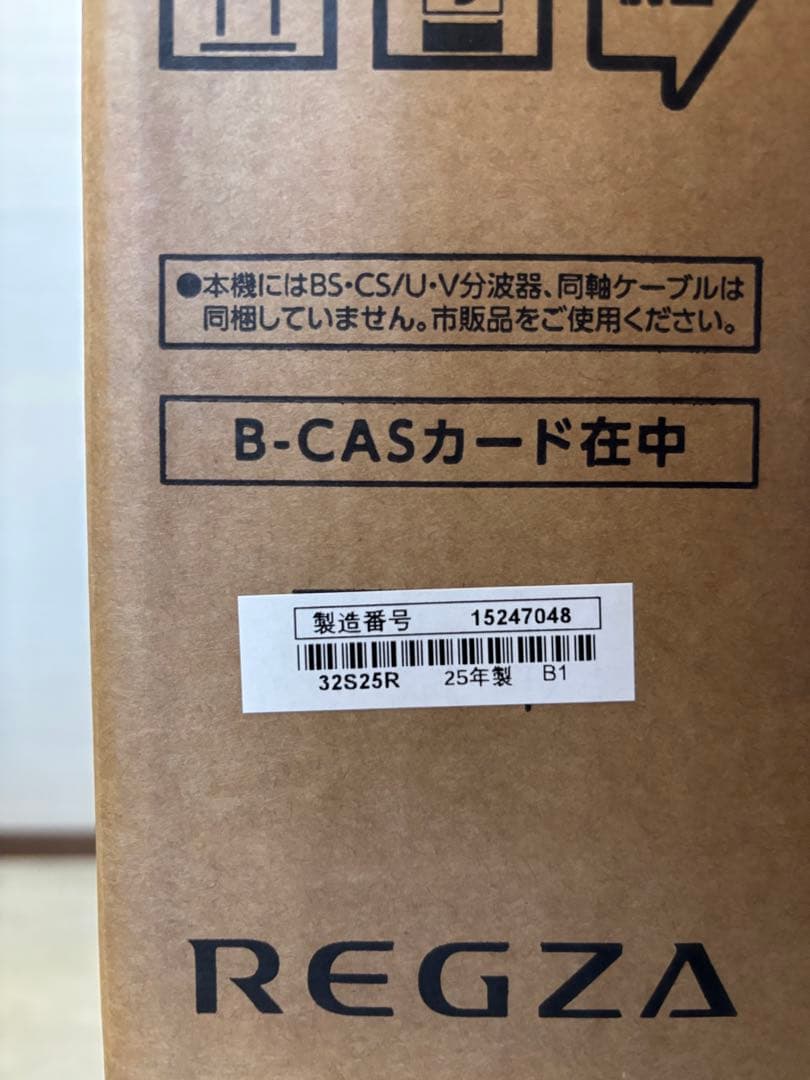 ●本機にはBS・CS/U・V分波器、同軸ケーブルは
同梱していません。市販品をご使用ください。
B-CASカード在中
製造番号 15247048
32S25R 25年製 B1
REGZA